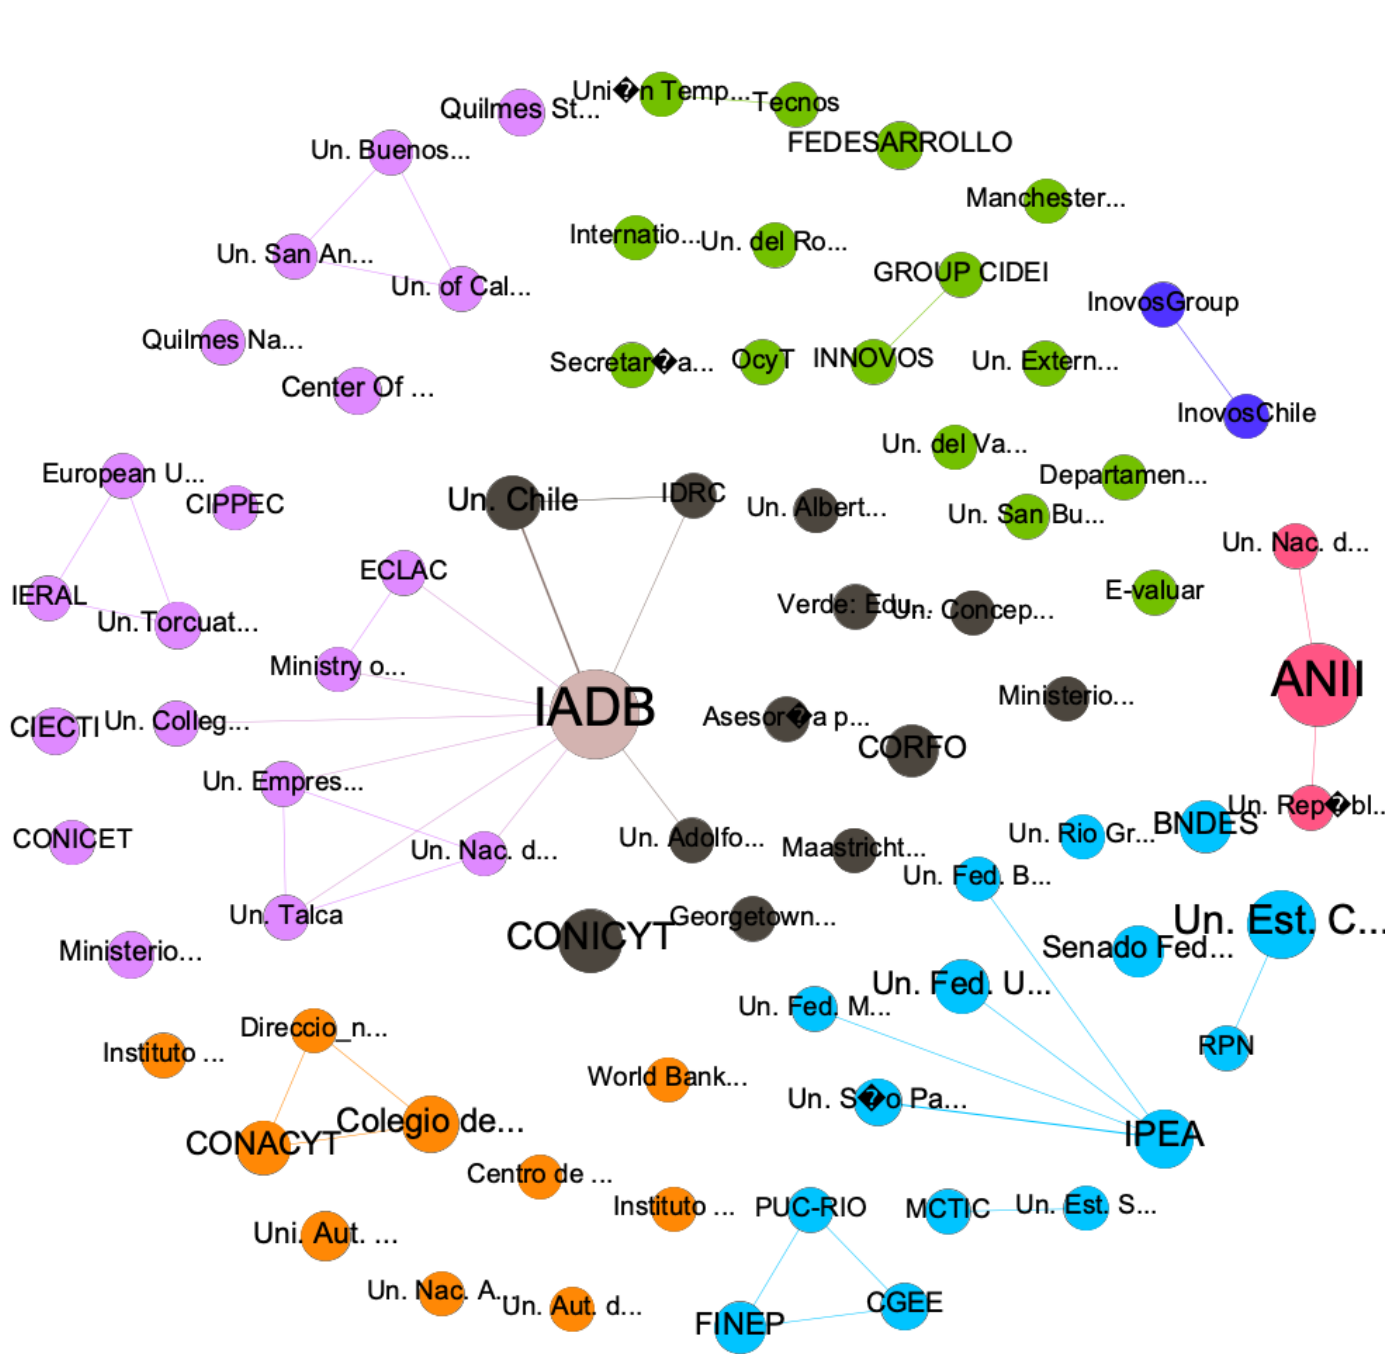 Uni�n Temp...
Tecnos
Quilmes St...
FEDESARROLLO
Un. Buenos...
Manchester...
Internatio...
Un. del Ro...
Un. San An...
GROUP CIDEI
Un. of Cal...
InovosGroup
Quilmes Na...
Secretar�a...
OcyT
INNOVOS
Un. Extern...
Center Of ...
InovosChile
Un. del Va...
European U...
Departamen...
CIPPEC
Un. Chile
IDRC
Un. Albert...
Un. San Bu...
Un. Nac. d...
ECLAC
IERAL
E-valuar
Verde: Edu...
Un. Concep...
Un.Torcuat...
Ministry o...
ANII
IADB
Ministerio...
CIECTI
Un. Colleg...
Asesor�a p...
CORFO
Un. Empres...
Un. Rep�bl...
CONICET
Un. Nac. d...
Un. Adolfo...
Maastricht...
Un. Rio Gr...
BNDES
Un. Fed. B...
Un. Talca
CONICYT
Georgetown...
Un. Est. C...
Ministerio...
Senado Fed...
Un. Fed. U...
Un. Fed. M...
Direccio_n...
Instituto ...
RPN
World Bank...
Un. S�o Pa...
Colegio de...
CONACYT
IPEA
Centro de ...
Instituto ...
PUC-RIO
MCTIC
Un. Est. S...
Uni. Aut. ...
Un. Nac. A...
Un. Aut. d...
CGEE
FINEP